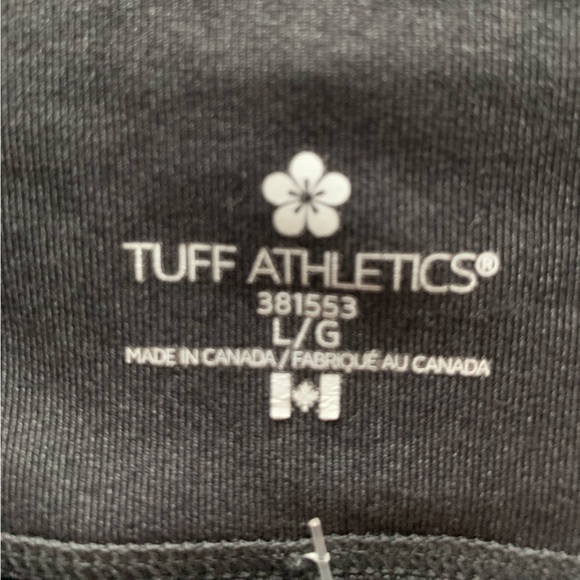 TUFF ATHLETICS®
381553
L/G
MADE IN CANADA/FABRIQUÉ AU CANADA